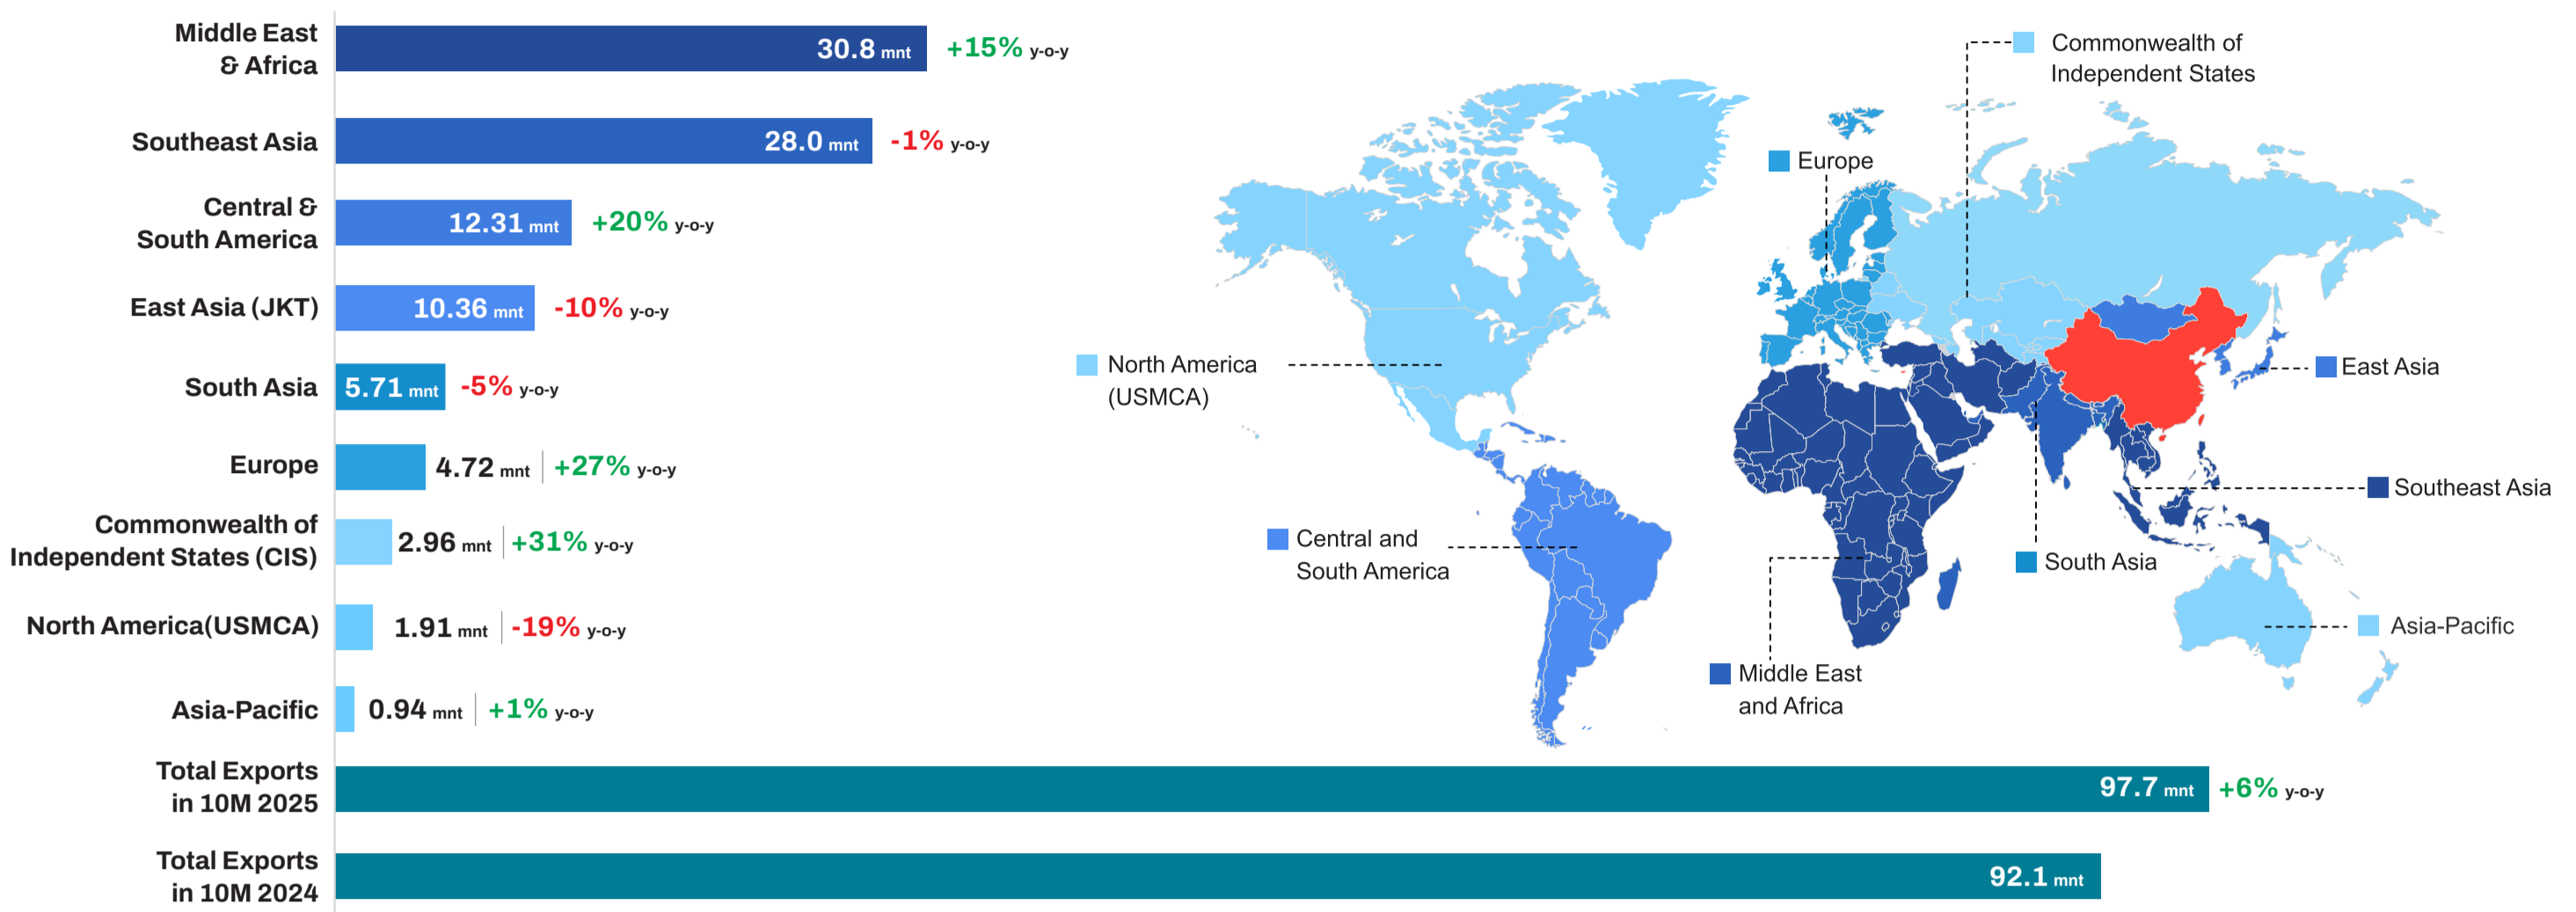 Middle East
& Africa
30.8 mnt
+15% y-o-y
Southeast Asia
28.0 mnt
-1% y-o-y
Central &
South America
12.31 mnt
+20% y-o-y
East Asia (JKT)
10.36 mnt
-10% y-o-y
South Asia
5.71 mnt
-5% y-o-y
Europe
4.72 mnt
+27% y-o-y
Commonwealth of
Independent States (CIS)
2.96 mnt
+31% y-o-y
North America(USMCA)
1.91 mnt
-19% y-o-y
Asia-Pacific
0.94 mnt
+1% y-o-y
Total Exports
in 10M 2025
97.7 mnt
+6% y-o-y
Total Exports
in 10M 2024
92.1 mnt
Commonwealth of
Independent States
Europe
North America
(USMCA)
East Asia
Southeast Asia
Central and
South America
South Asia
Asia-Pacific
Middle East
and Africa